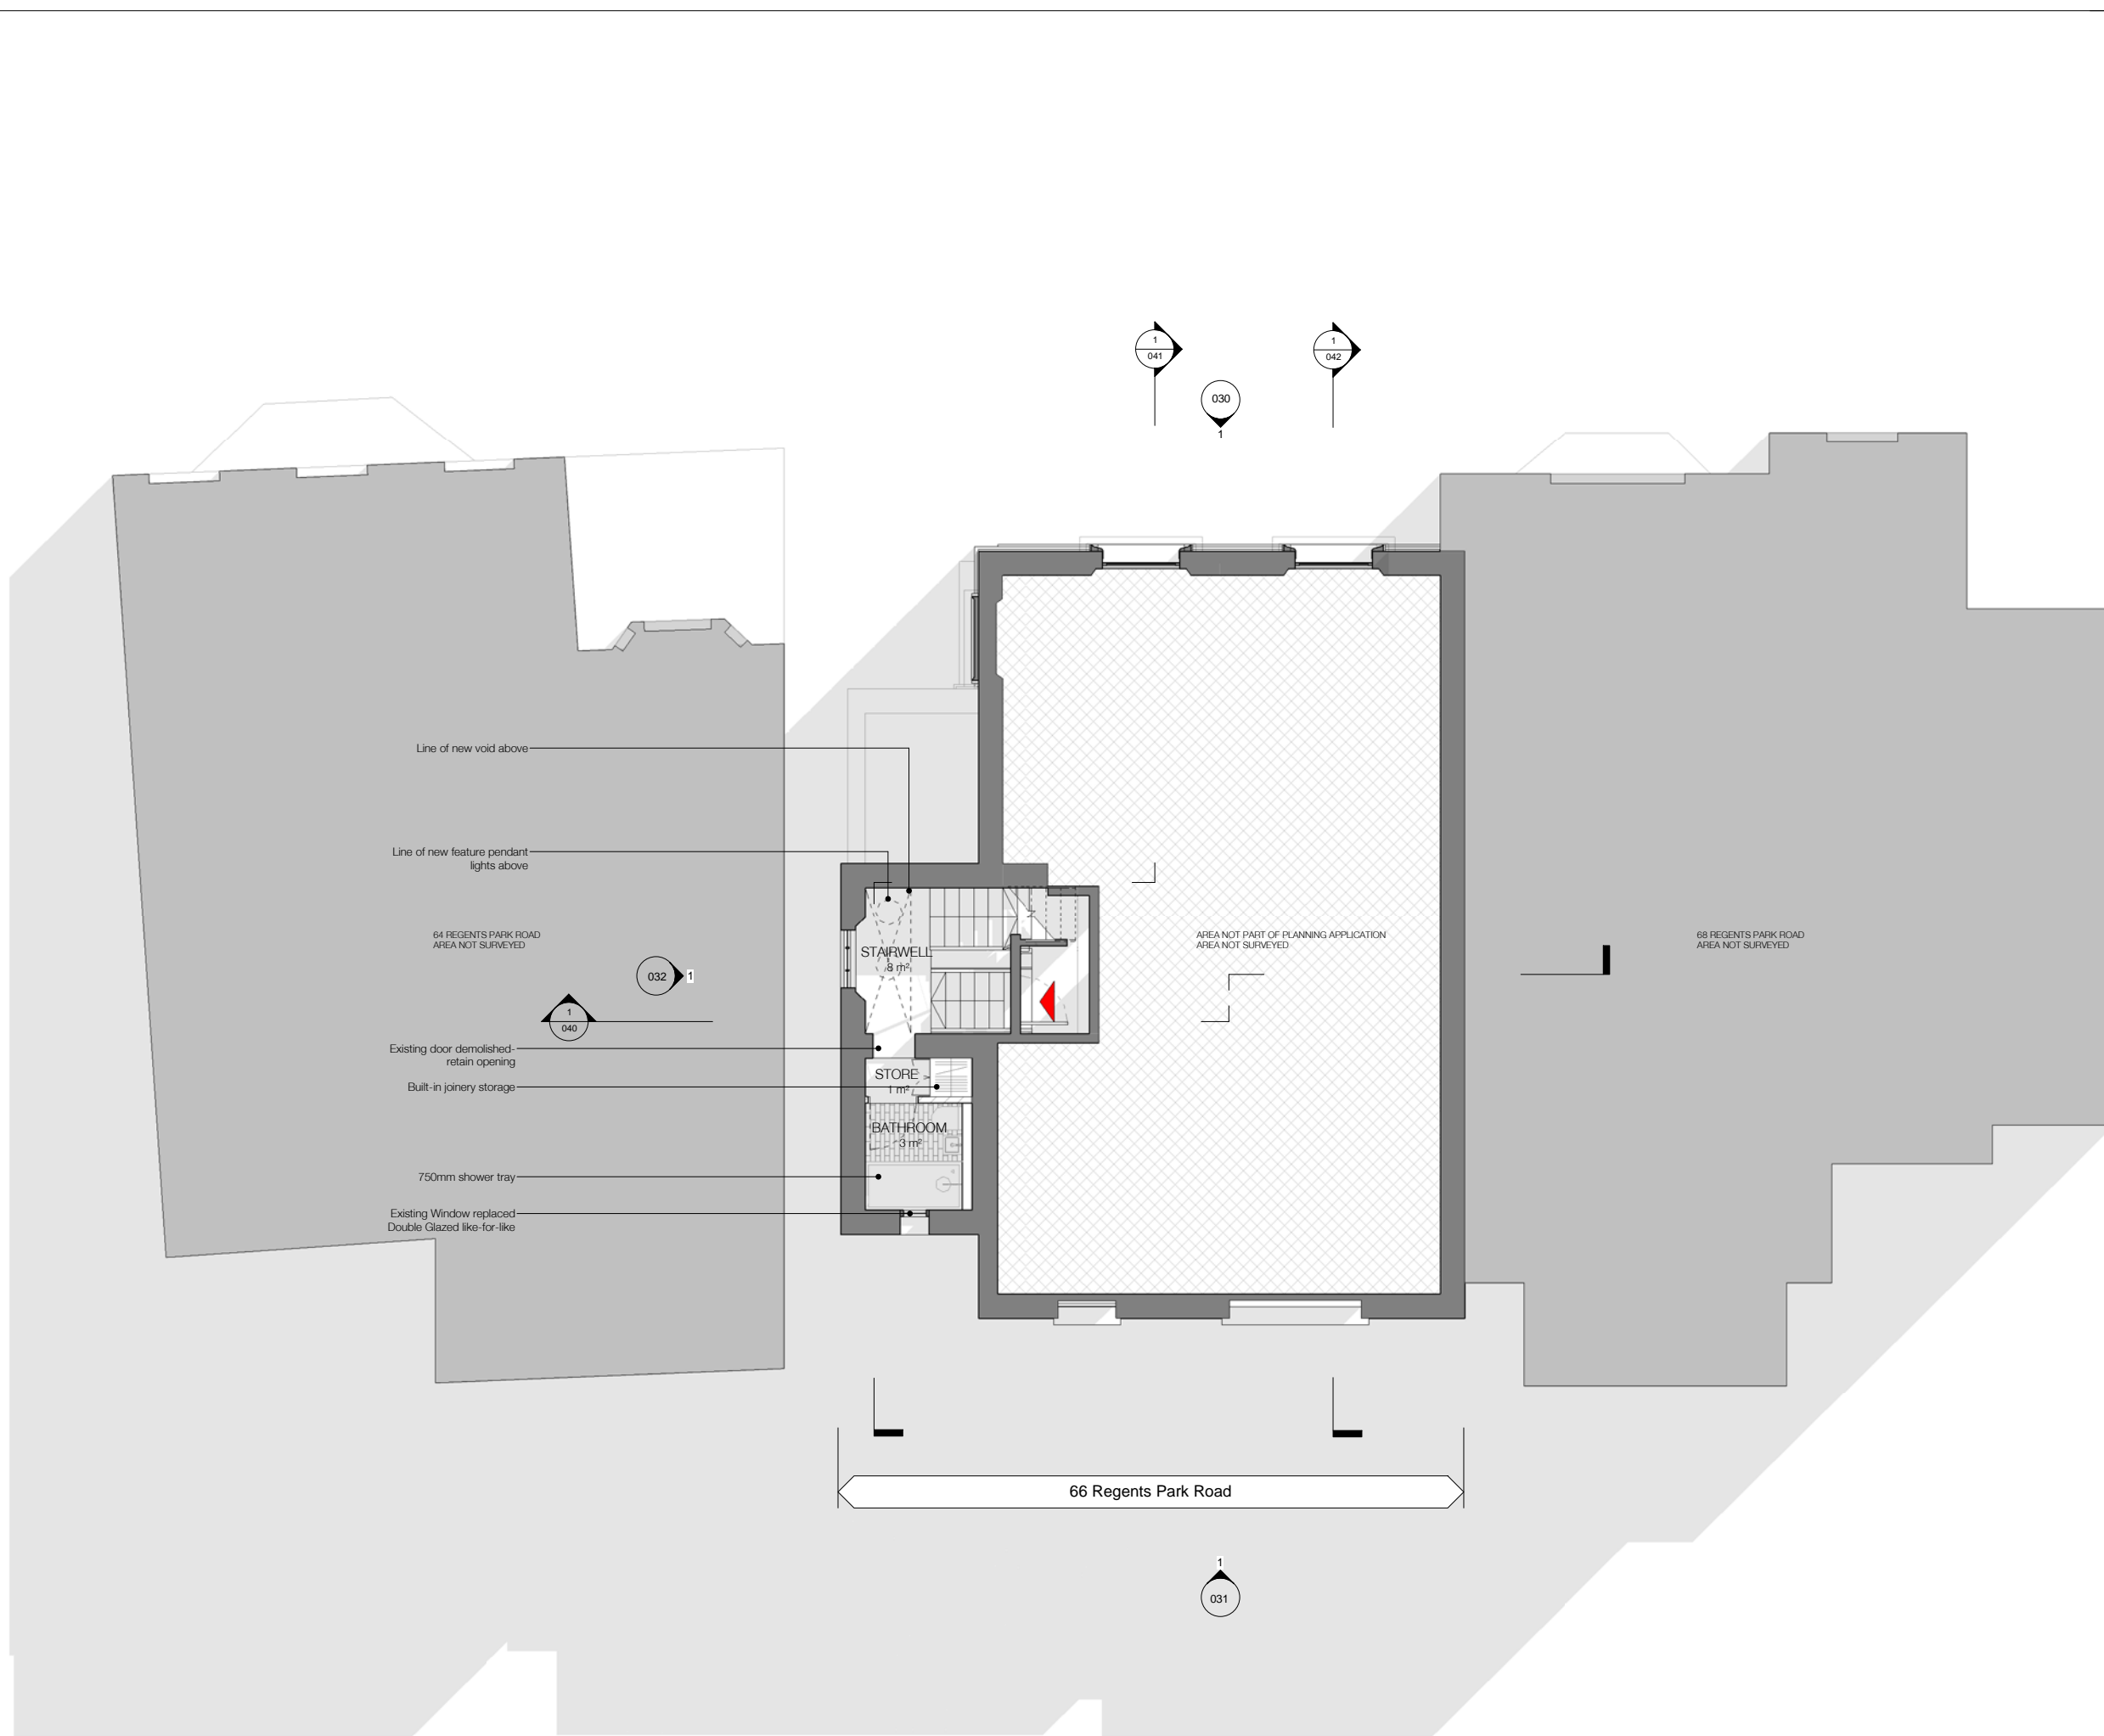 1
041
1
042
030
1
Line of new void above
Line of new feature pendant
lights above
64 REGENTS PARK ROAD
AREA NOT SURVEYED
032
1
1
040
STAIRWELL
8 m²
AREA NOT PART OF PLANNING APPLICATION
AREA NOT SURVEYED
68 REGENTS PARK ROAD
AREA NOT SURVEYED
Existing door demolished-
retain opening
Built-in joinery storage
STORE
1 m²
BATHROOM
3 m²
750mm shower tray
Existing Window replaced
Double Glazed like-for-like
66 Regents Park Road
1
031